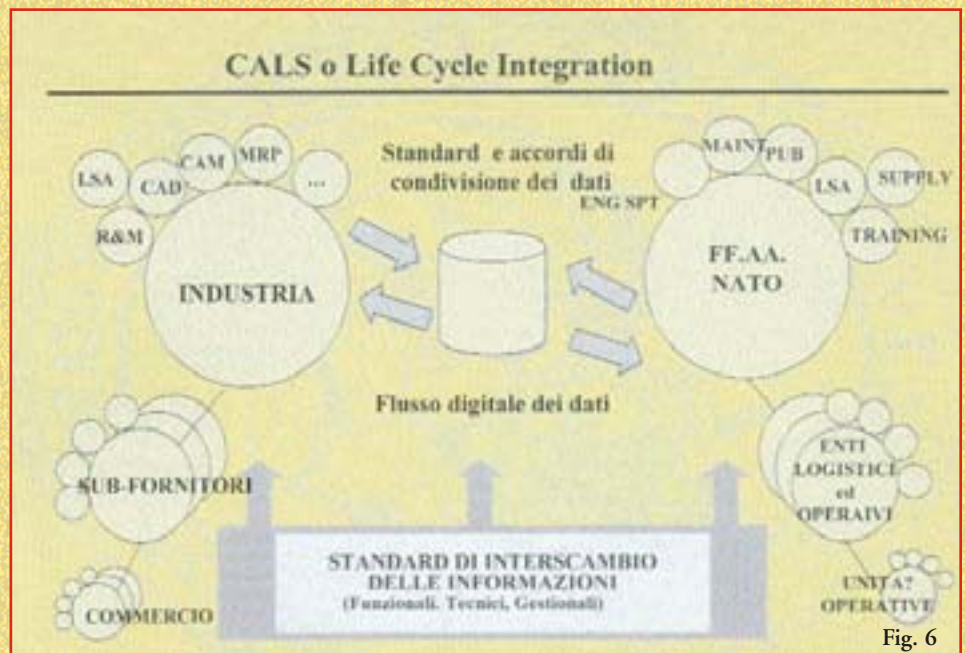 CALS o Life Cycle Integration
LSA
CAD
CAM
MRP
...
R&M
INDUSTRIA
Standard e accordi di
condivisione dei dati
MAINT
PUB
LSA
SUPPLY
ENG SPT
TRAINING
FF.AA.
NATO
Flusso digitale dei dati
SUB-FORNITORI
ENTI
LOGISTICI
ed
OPERAIVI
STANDARD DI INTERSCAMBIO
DELLE INFORMAZIONI
(Funzionali. Tecnici, Gestionali)
COMMERCIO
UNITA?
OPERATIVE
Fig. 6